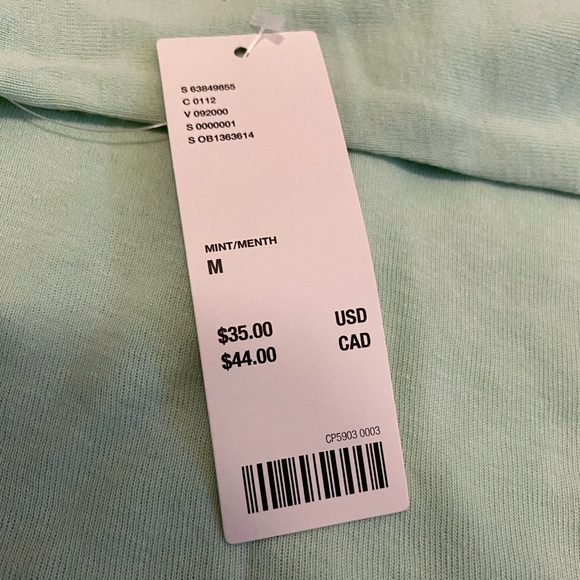 S 63849855
C 0112
V 092000
S 0000001
S OB1363614
MINT/MENTH
M
$35.00 USD
$44.00 CAD
CP5903 0003